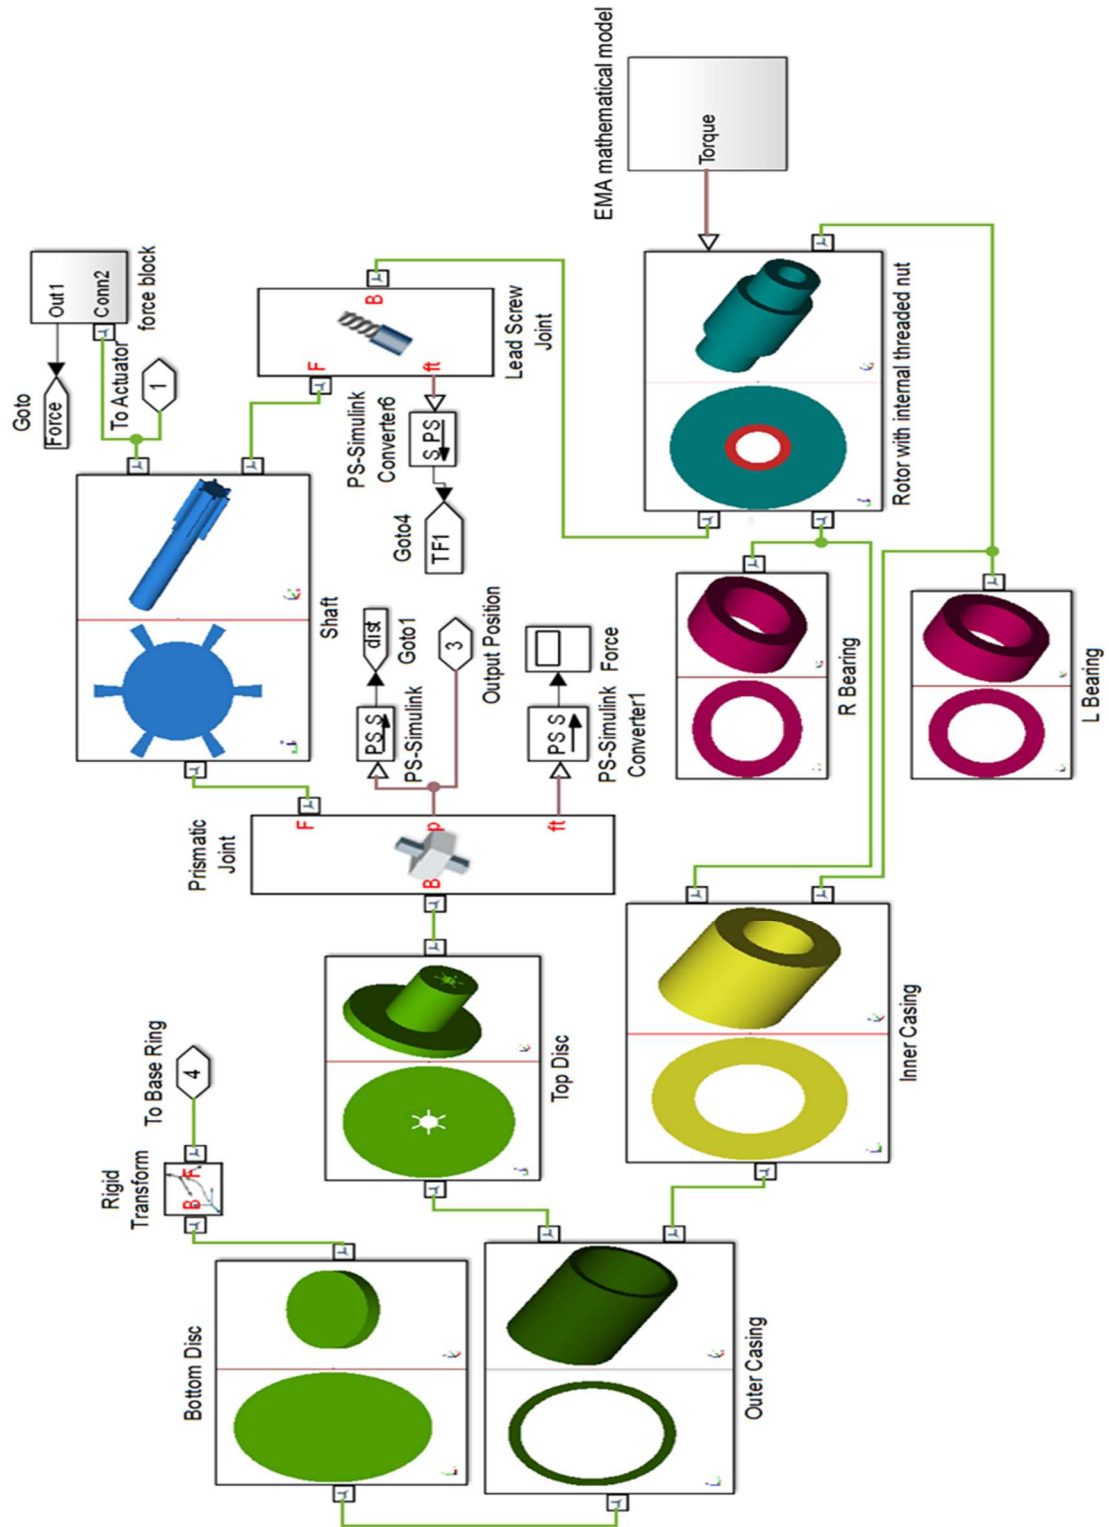 Goto
Force
Out1
Conn2
force block
To Actuator
1
Rigid
Transform
B
F
To Base Ring
4
Bottom Disc
Prismatic
Joint
F
p
B
ft
Shaft
PS S
PS-Simulink
dist
Goto1
3
Output Position
F
B
ft
Lead Screw
Joint
PS-Simulink
Converter6
S PS
Goto4
TF1
Top Disc
PS S
PS-Simulink
Converter1
Force
EMA mathematical model
Torque
Outer Casing
Inner Casing
R Bearing
Rotor with internal threaded nut
L Bearing